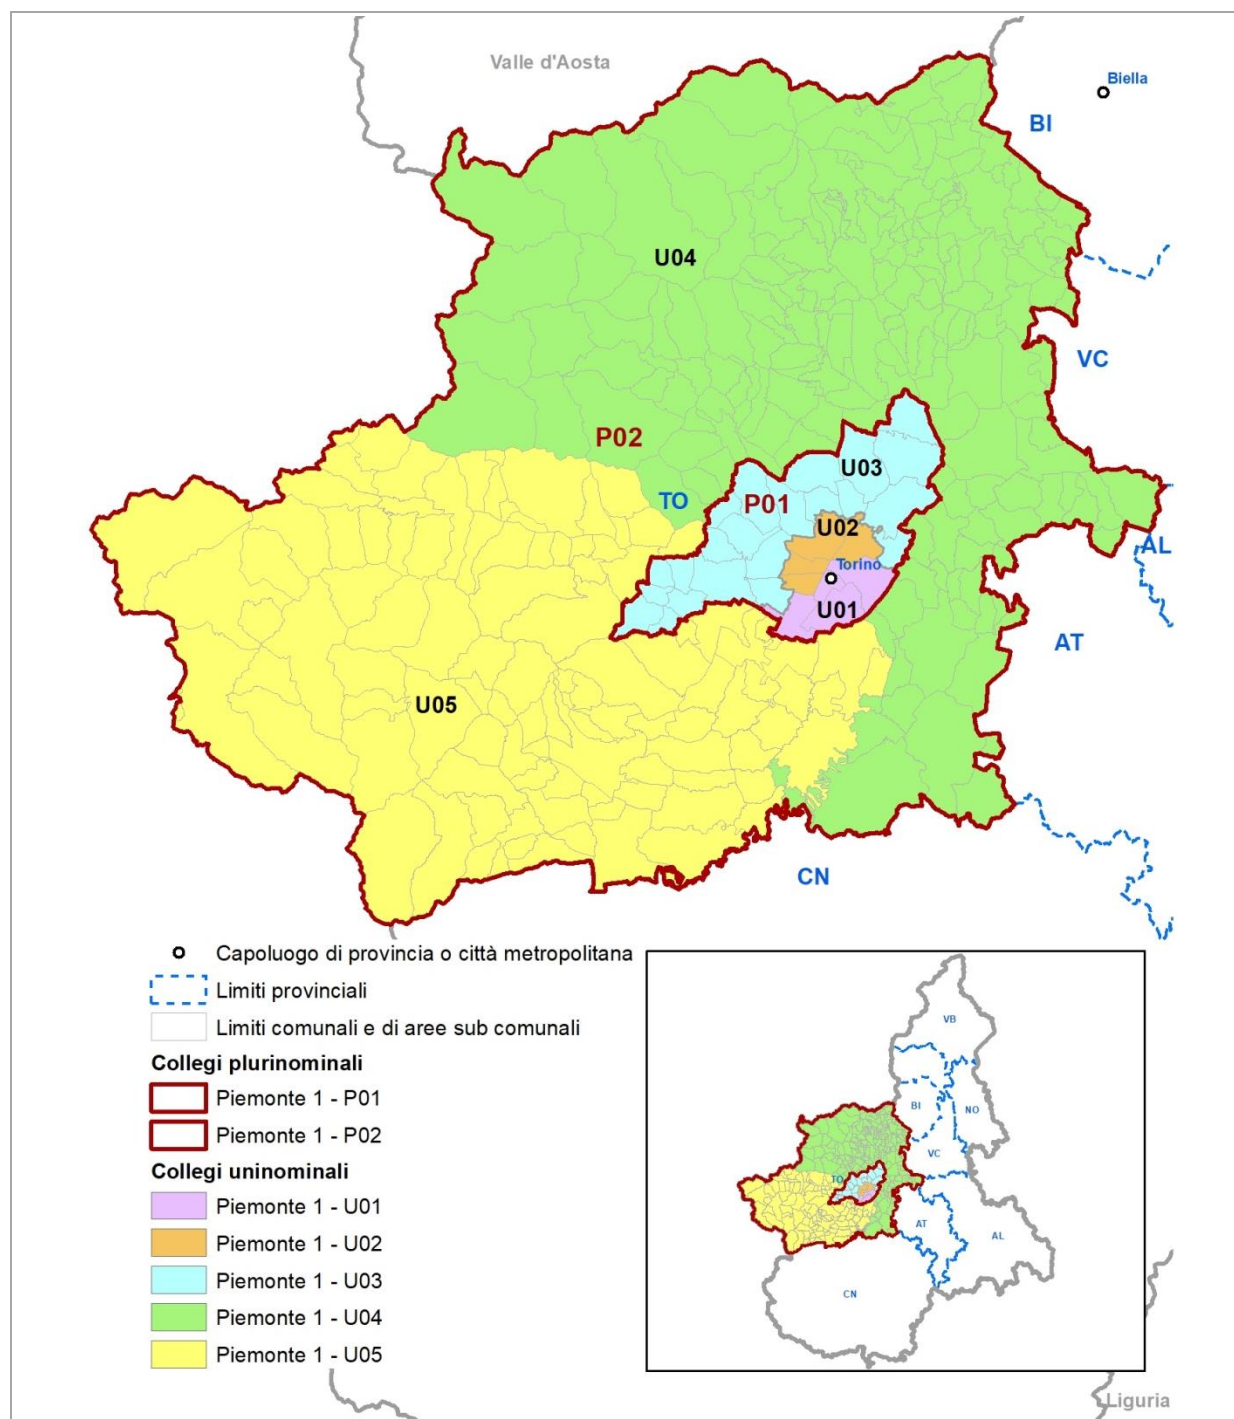 Valle d'Aosta
Biella
BI
U04
VC
P02
U03
TO
P01
U02
AL
Torino
U01
AT
U05
CN
Capoluogo di provincia o città metropolitana
Limiti provinciali
Limiti comunali e di aree sub comunali
Collegi plurinominali
Piemonte 1 - P01
Piemonte 1 - P02
Collegi uninominali
Piemonte 1 - U01
Piemonte 1 - U02
Piemonte 1 - U03
Piemonte 1 - U04
Piemonte 1 - U05
VB
BI
NO
VC
TO
AT
AL
CN
Liguria